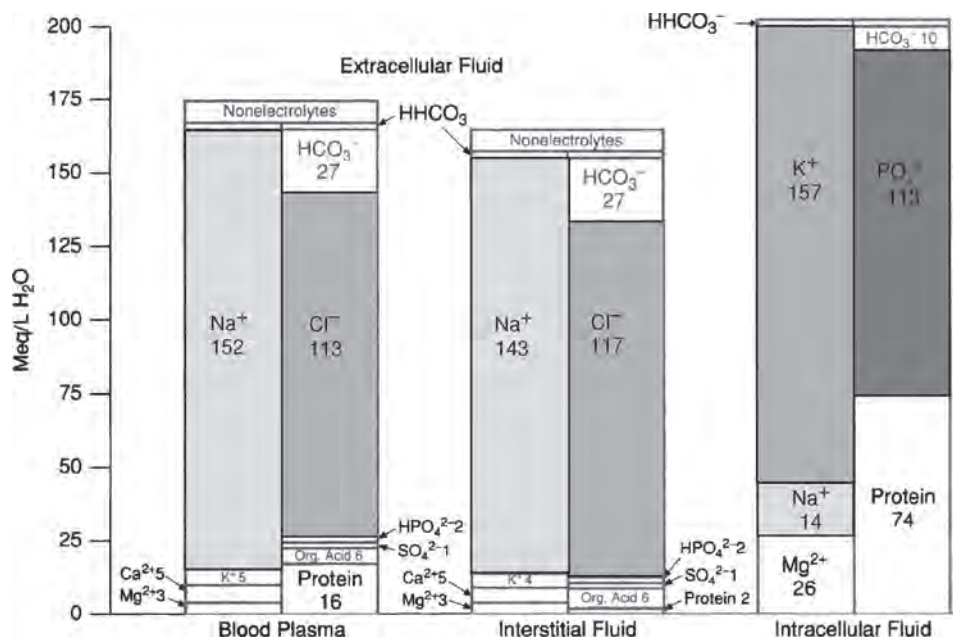 200
175
150
125
100
75
50
25
0
Meq/L H₂O
Extracellular Fluid
Nonelectrolytes
HHCO₃
HCO₃⁻
27
Na⁺
152
Cl⁻
113
HPO₄²⁻2
SO₄²⁻1
Org. Acid 6
K⁺ 5
Ca²⁺5
Mg²⁺3
Protein
16
Blood Plasma
Nonelectrolytes
HCO₃⁻
27
Na⁺
143
Cl⁻
117
HPO₄²⁻2
SO₄²⁻1
K⁺ 4
Ca²⁺5
Mg²⁺3
Org. Acid 6
Protein 2
Interstitial Fluid
HHCO₃⁻
HCO₃⁻ 10
K⁺
157
113
Na⁺
14
Protein
74
Mg²⁺
26
Intracellular Fluid